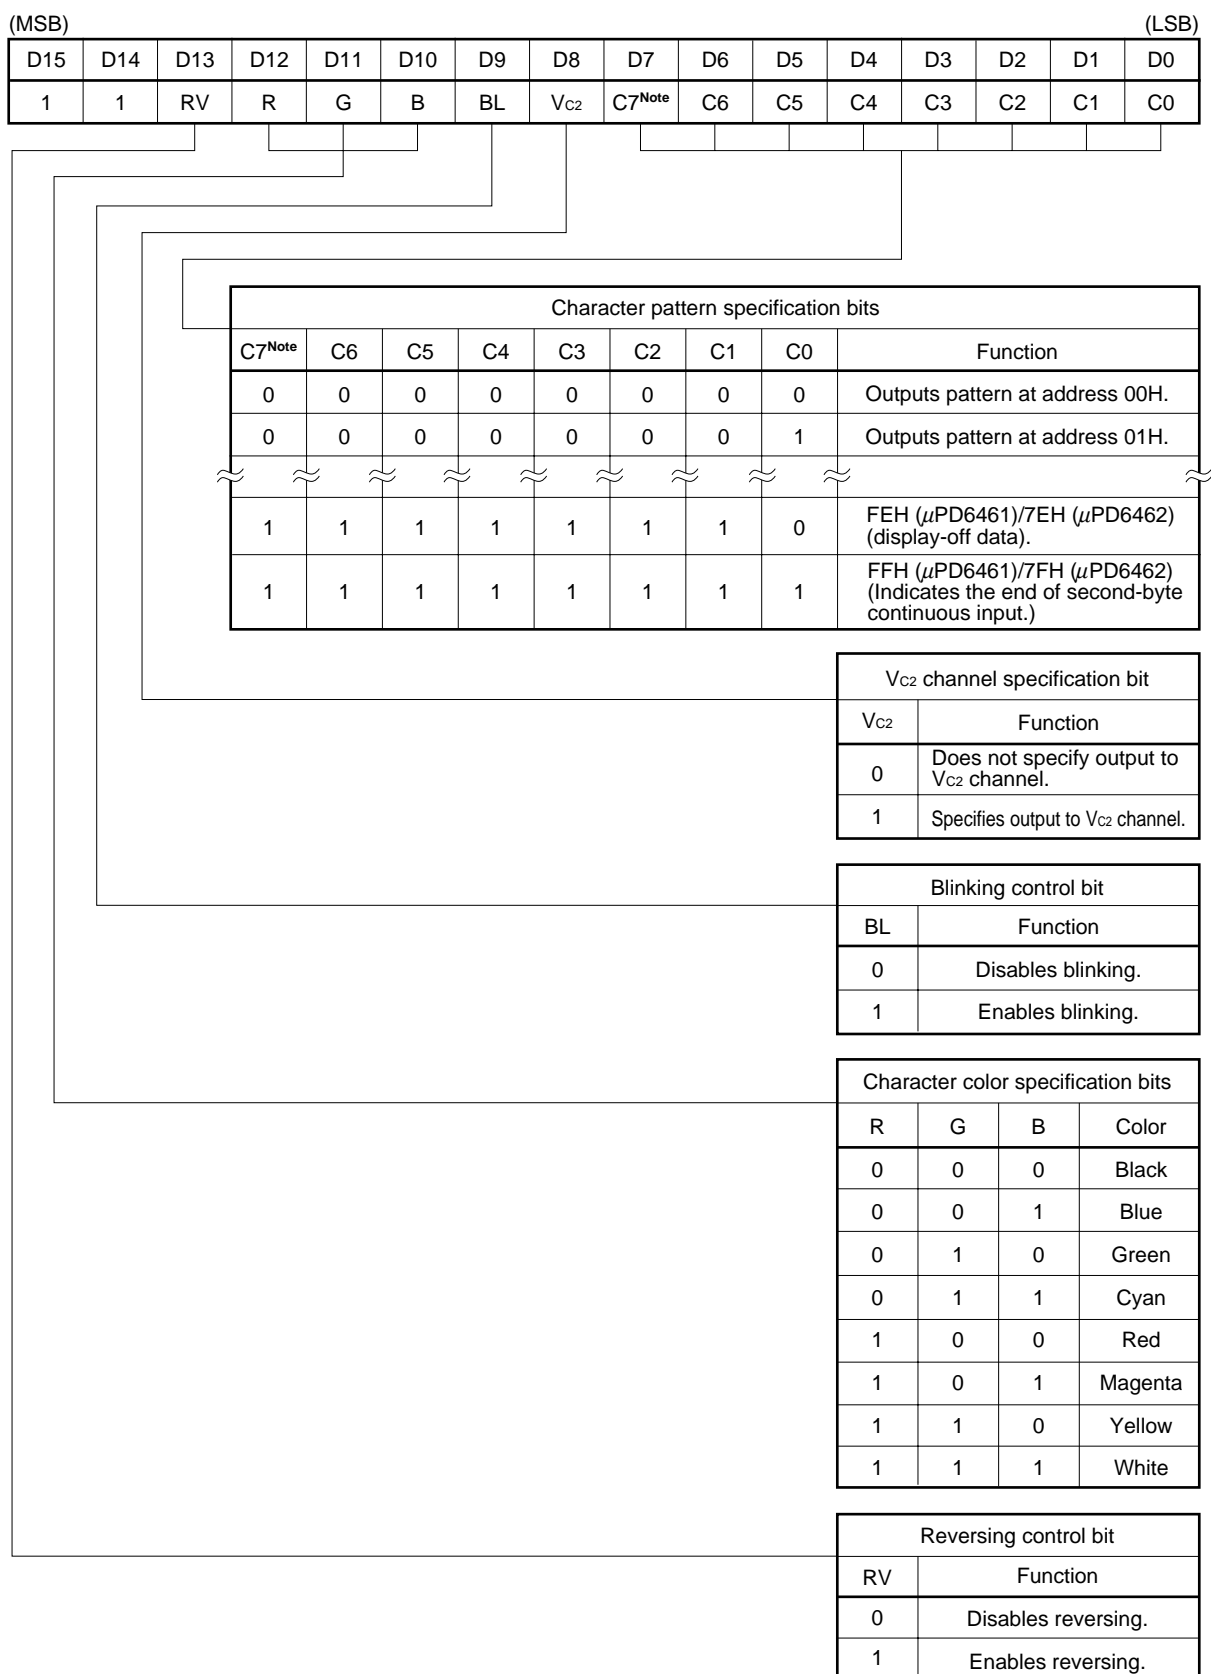 (MSB) (LSB)
D15 D14 D13 D12 D11 D10 D9 D8 D7 D6 D5 D4 D3 D2 D1 D0
1 1 RV R G B BL VC2 C7Note C6 C5 C4 C3 C2 C1 C0
Character pattern specification bits
C7Note C6 C5 C4 C3 C2 C1 C0 Function
0 0 0 0 0 0 0 0 Outputs pattern at address 00H.
0 0 0 0 0 0 0 1 Outputs pattern at address 01H.
1 1 1 1 1 1 1 0 FEH (μPD6461)/7EH (μPD6462)
(display-off data).
1 1 1 1 1 1 1 1 FFH (μPD6461)/7FH (μPD6462)
(Indicates the end of second-byte
continuous input.)
VC2 channel specification bit
VC2 Function
0 Does not specify output to
VC2 channel.
1 Specifies output to VC2 channel.
Blinking control bit
BL Function
0 Disables blinking.
1 Enables blinking.
Character color specification bits
R G B Color
0 0 0 Black
0 0 1 Blue
0 1 0 Green
0 1 1 Cyan
1 0 0 Red
1 0 1 Magenta
1 1 0 Yellow
1 1 1 White
Reversing control bit
RV Function
0 Disables reversing.
1 Enables reversing.